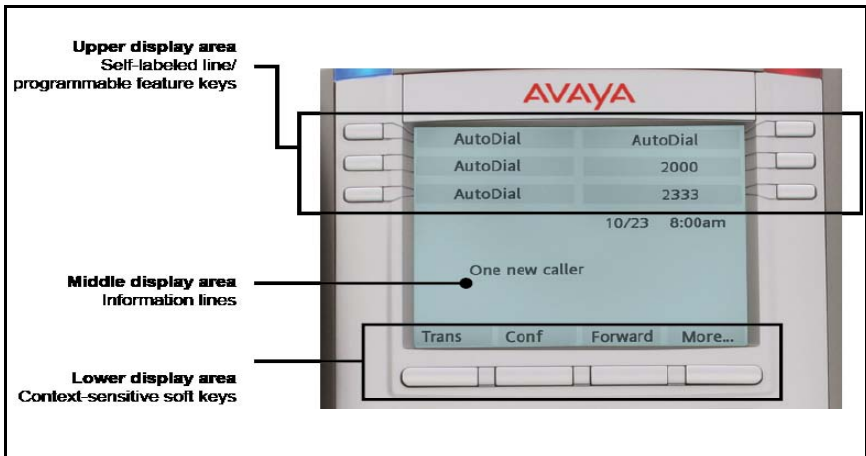 Upper display area
Self-labeled line/
programmable feature keys
AVAYA
AutoDial AutoDial
AutoDial 2000
AutoDial 2333
10/23 8:00am
One new caller
Middle display area
Information lines
Trans Conf Forward More...
Lower display area
Context-sensitive soft keys